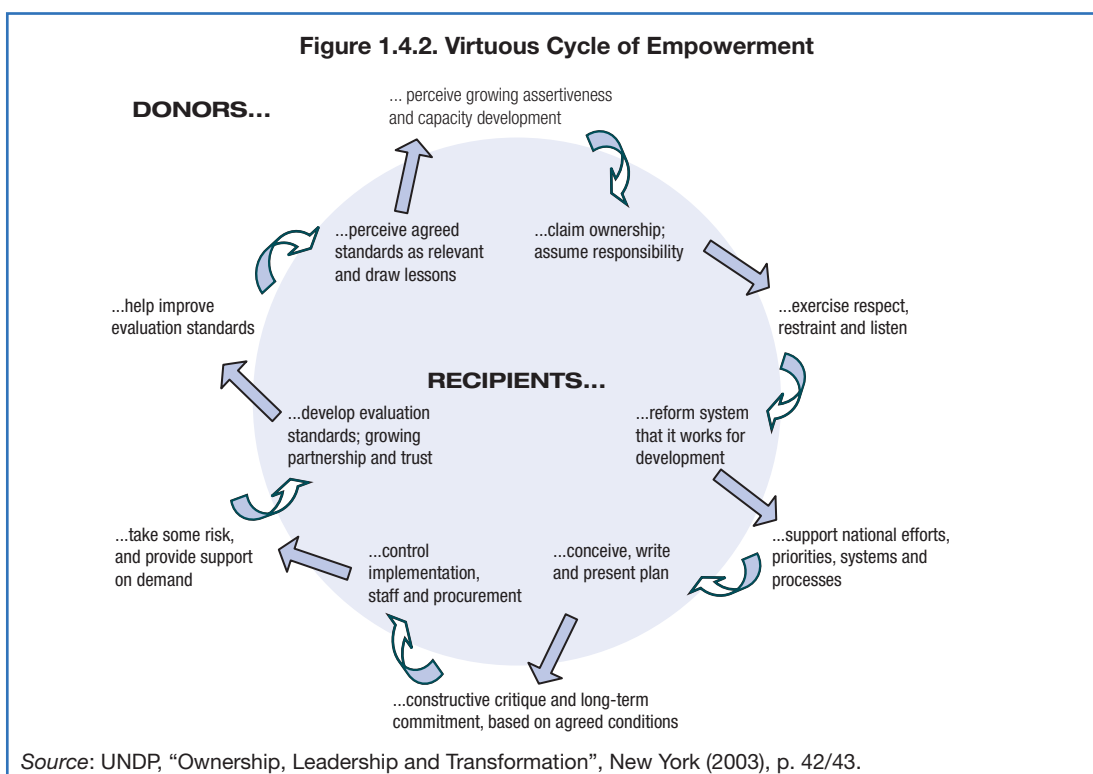 Figure 1.4.2. Virtuous Cycle of Empowerment
DONORS...
... perceive growing assertiveness
and capacity development
...perceive agreed
standards as relevant
and draw lessons
...claim ownership;
assume responsibility
...help improve
evaluation standards
...exercise respect,
restraint and listen
RECIPIENTS...
...develop evaluation
standards; growing
partnership and trust
...reform system
that it works for
development
...take some risk,
and provide support
on demand
...control
implementation,
staff and procurement
...conceive, write
and present plan
...support national efforts,
priorities, systems and
processes
...constructive critique and long-term
commitment, based on agreed conditions
Source: UNDP, “Ownership, Leadership and Transformation”, New York (2003), p. 42/43.